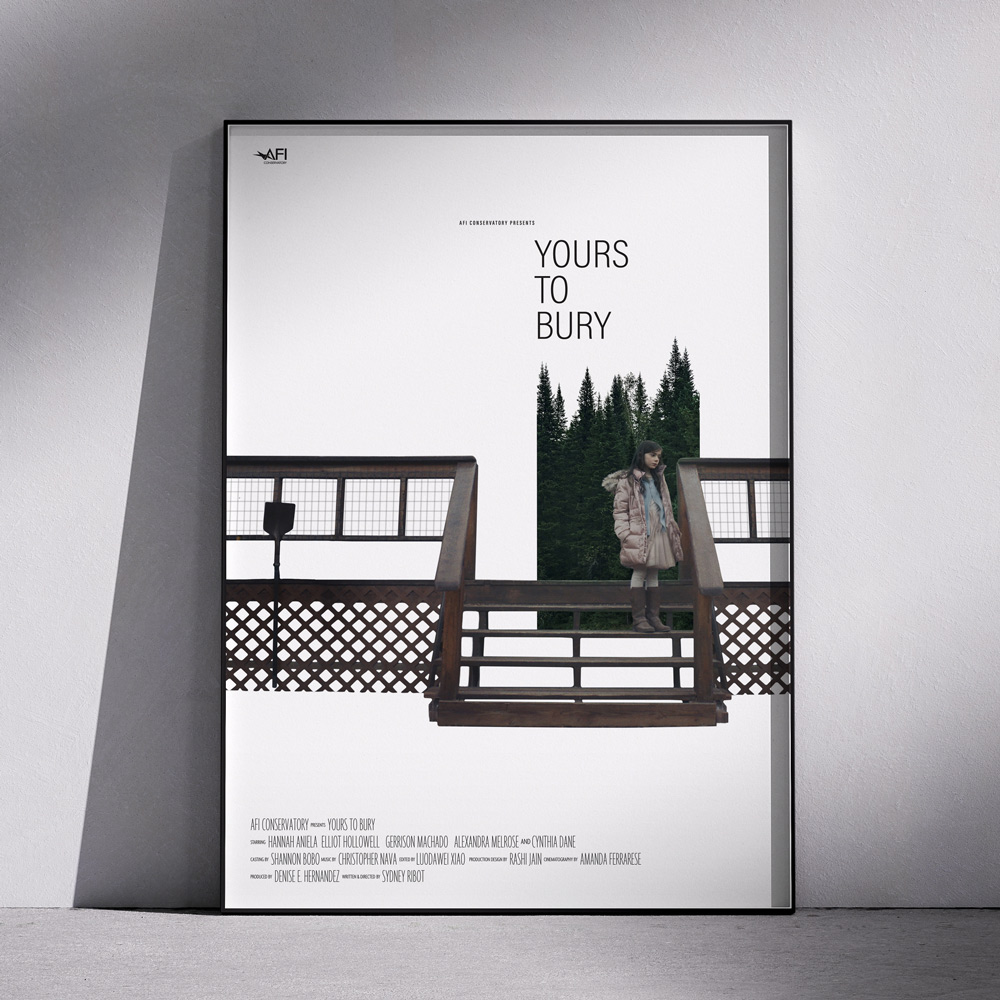 AFI
CONSERVATORY
AFI CONSERVATORY PRESENTS
YOURS
TO
BURY
AFI CONSERVATORY PRESENTS YOURS TO BURY
STARRING HANNAH ANIELA ELLIOT HOLLOWELL GERRISON MACHADO ALEXANDRA MELROSE AND CYNTHIA DANE
CASTING BY SHANNON BOBO MUSIC BY CHRISTOPHER NAVA EDITED BY LUODAWEI XIAO PRODUCTION DESIGN BY RASHI JAIN CINEMATOGRAPHY BY AMANDA FERRARESE
PRODUCED BY DENISE E. HERNANDEZ WRITTEN & DIRECTED BY SYDNEY RIBOT